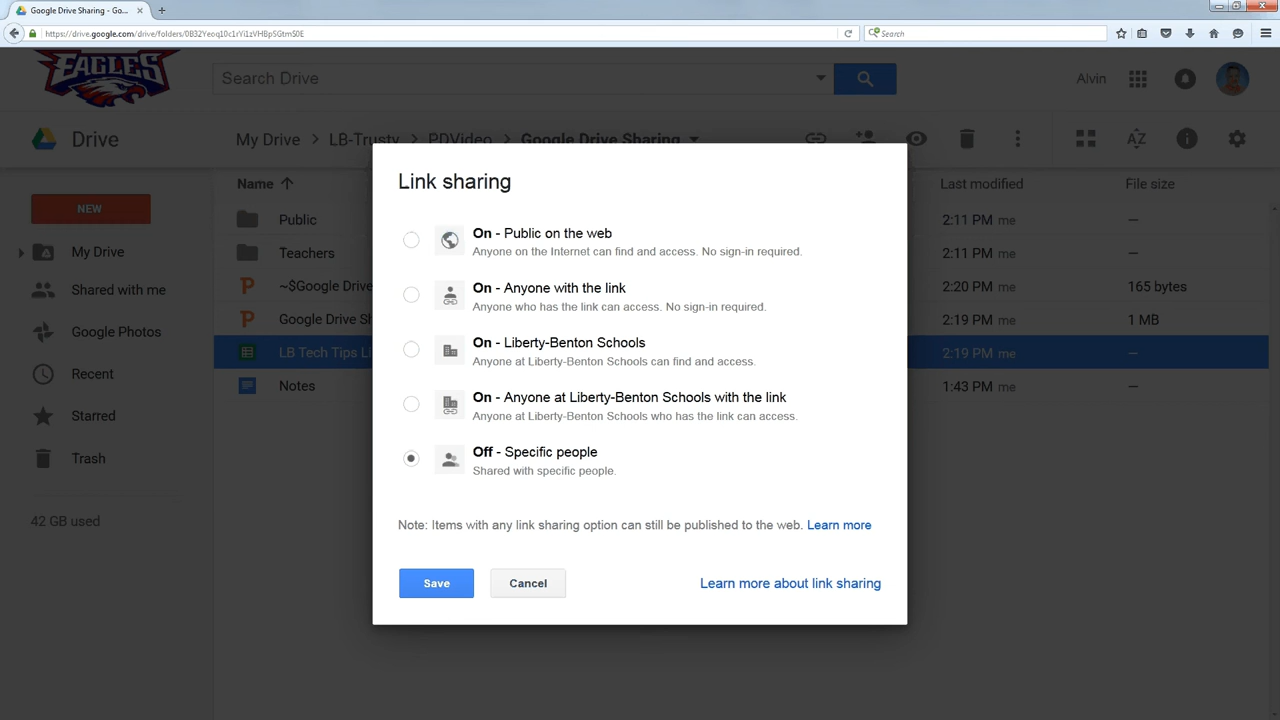 Google Drive Sharing - Go...
https://drive.google.com/drive/folders/0B32Yeoq10c1rVi1zVHBpSGtmS0E
Search
EAGLES
Search Drive
Alvin
Drive
My Drive > LB-Trusty > PDVideo > Google Drive Sharing
NEW
My Drive
Shared with me
Google Photos
Recent
Starred
Trash
42 GB used
Name
Last modified
File size
Public
2:11 PM me
—
Teachers
2:11 PM me
—
~$Google Drive
2:20 PM me
165 bytes
Google Drive Sh
2:19 PM me
1 MB
LB Tech Tips Li
2:19 PM me
—
Notes
1:43 PM me
—
Link sharing
On - Public on the web
Anyone on the Internet can find and access. No sign-in required.
On - Anyone with the link
Anyone who has the link can access. No sign-in required.
On - Liberty-Benton Schools
Anyone at Liberty-Benton Schools can find and access.
On - Anyone at Liberty-Benton Schools with the link
Anyone at Liberty-Benton Schools who has the link can access.
Off - Specific people
Shared with specific people.
Note: Items with any link sharing option can still be published to the web. Learn more
Save
Cancel
Learn more about link sharing